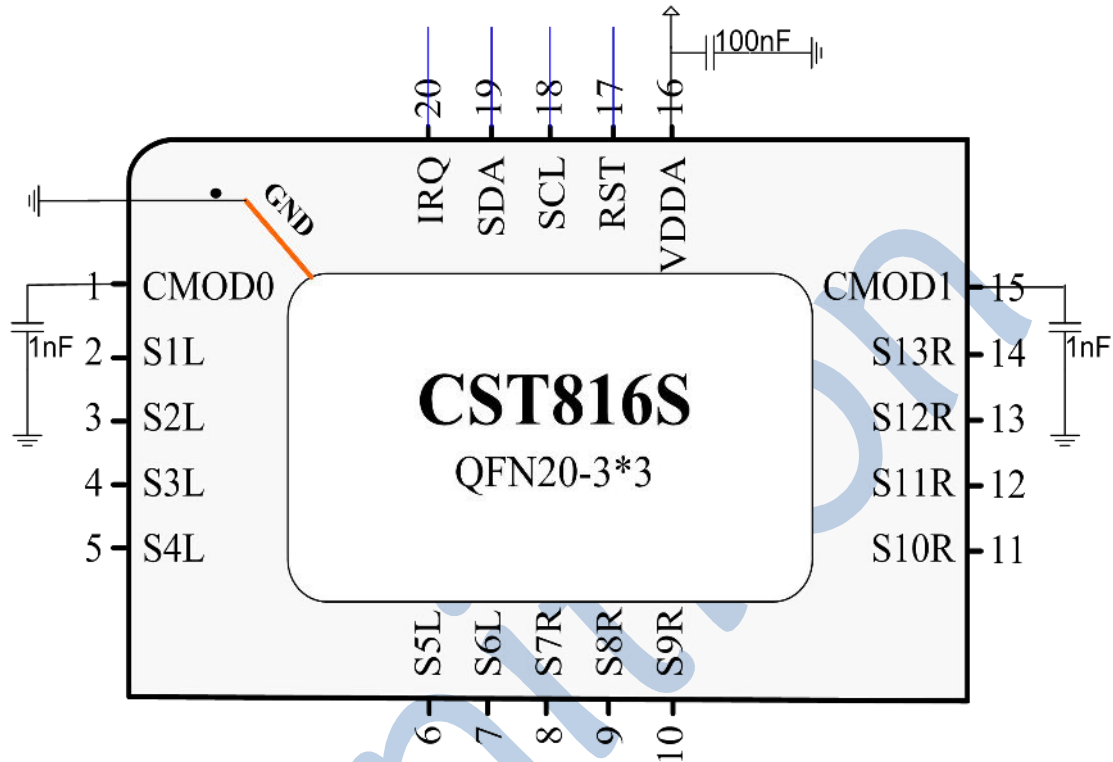 100nF
20 19 18 17 16
IRQ SDA SCL RST VDDA
GND
1 CMOD0
CMOD1 15
1nF
2 S1L
S13R 14
1nF
3 S2L
S12R 13
4 S3L
S11R 12
5 S4L
S10R 11
CST816S
QFN20-3*3
S5L S6L S7R S8R S9R
6 7 8 9 10